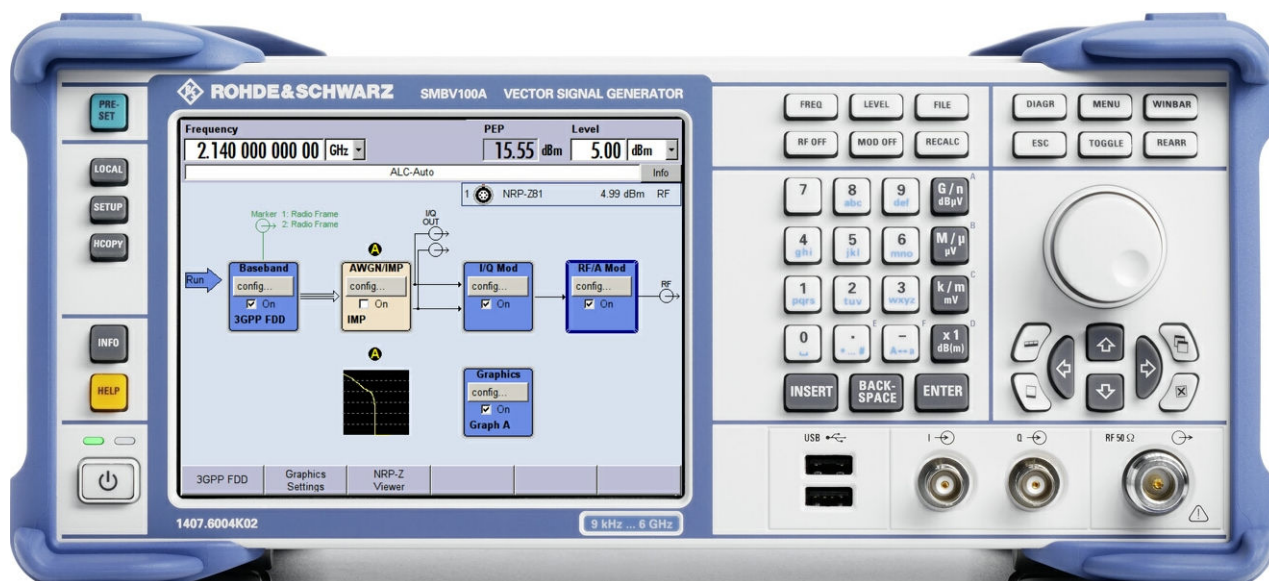 ROHDE&SCHWARZ SMBV100A VECTOR SIGNAL GENERATOR
PRE-
SET
LOCAL
SETUP
HCOPY
INFO
HELP
Frequency PEP Level
2.140 000 000 00 GHz 15.55 dBm 5.00 dBm
ALC-Auto Info
1 NRP-Z81 4.99 dBm RF
Marker 1: Radio Frame
2: Radio Frame
I/Q
OUT
A
Run
Baseband
config...
On
3GPP FDD
AWGN/IMP
config...
On
IMP
I/Q Mod
config...
On
RF/A Mod
config...
On
RF
A
Graphics
config...
On
Graph A
3GPP FDD
Graphics
Settings
NRP-Z
Viewer
1407.6004K02
9 kHz ... 6 GHz
FREQ LEVEL FILE
RF OFF MOD OFF RECALC
DIAGR MENU WINBAR
ESC TOGGLE REARR
7 8 9 G/n A
abc def dBµV
4 5 6 M/µ B
ghi jkl mno µV
1 2 3 k/m C
pqrs tuv wxyz mV
0 . E – F x1 D
*...# A↔a dB(m)
INSERT BACK-
SPACE ENTER
USB I Q RF 50 Ω